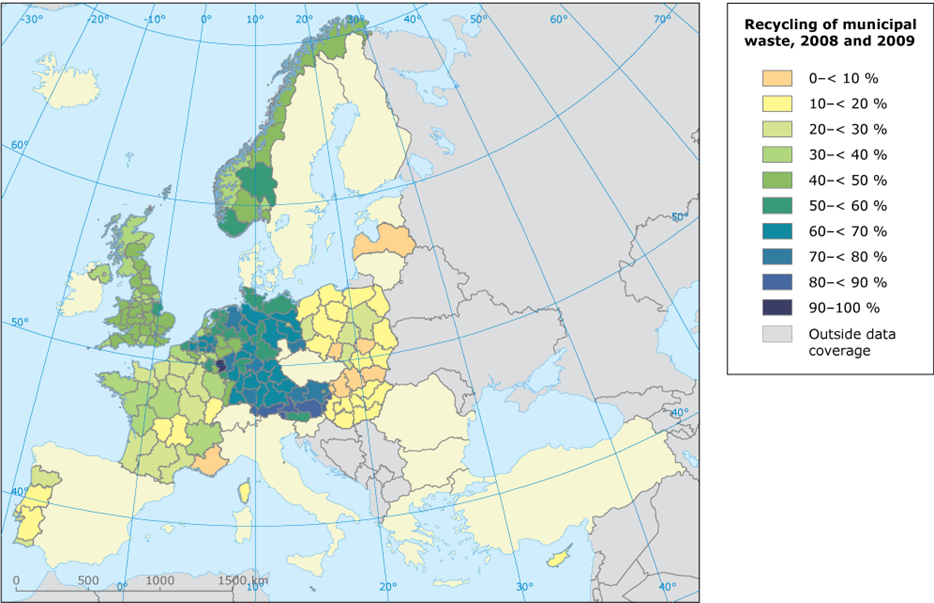 -30° -20° -10° 0° 10° 20° 30° 40° 50° 60° 70°
60°
50°
50°
40°
40°
0 500 1000 1500 km
0° 10° 20° 30° 40°
Recycling of municipal
waste, 2008 and 2009
0–< 10 %
10–< 20 %
20–< 30 %
30–< 40 %
40–< 50 %
50–< 60 %
60–< 70 %
70–< 80 %
80–< 90 %
90–100 %
Outside data
coverage